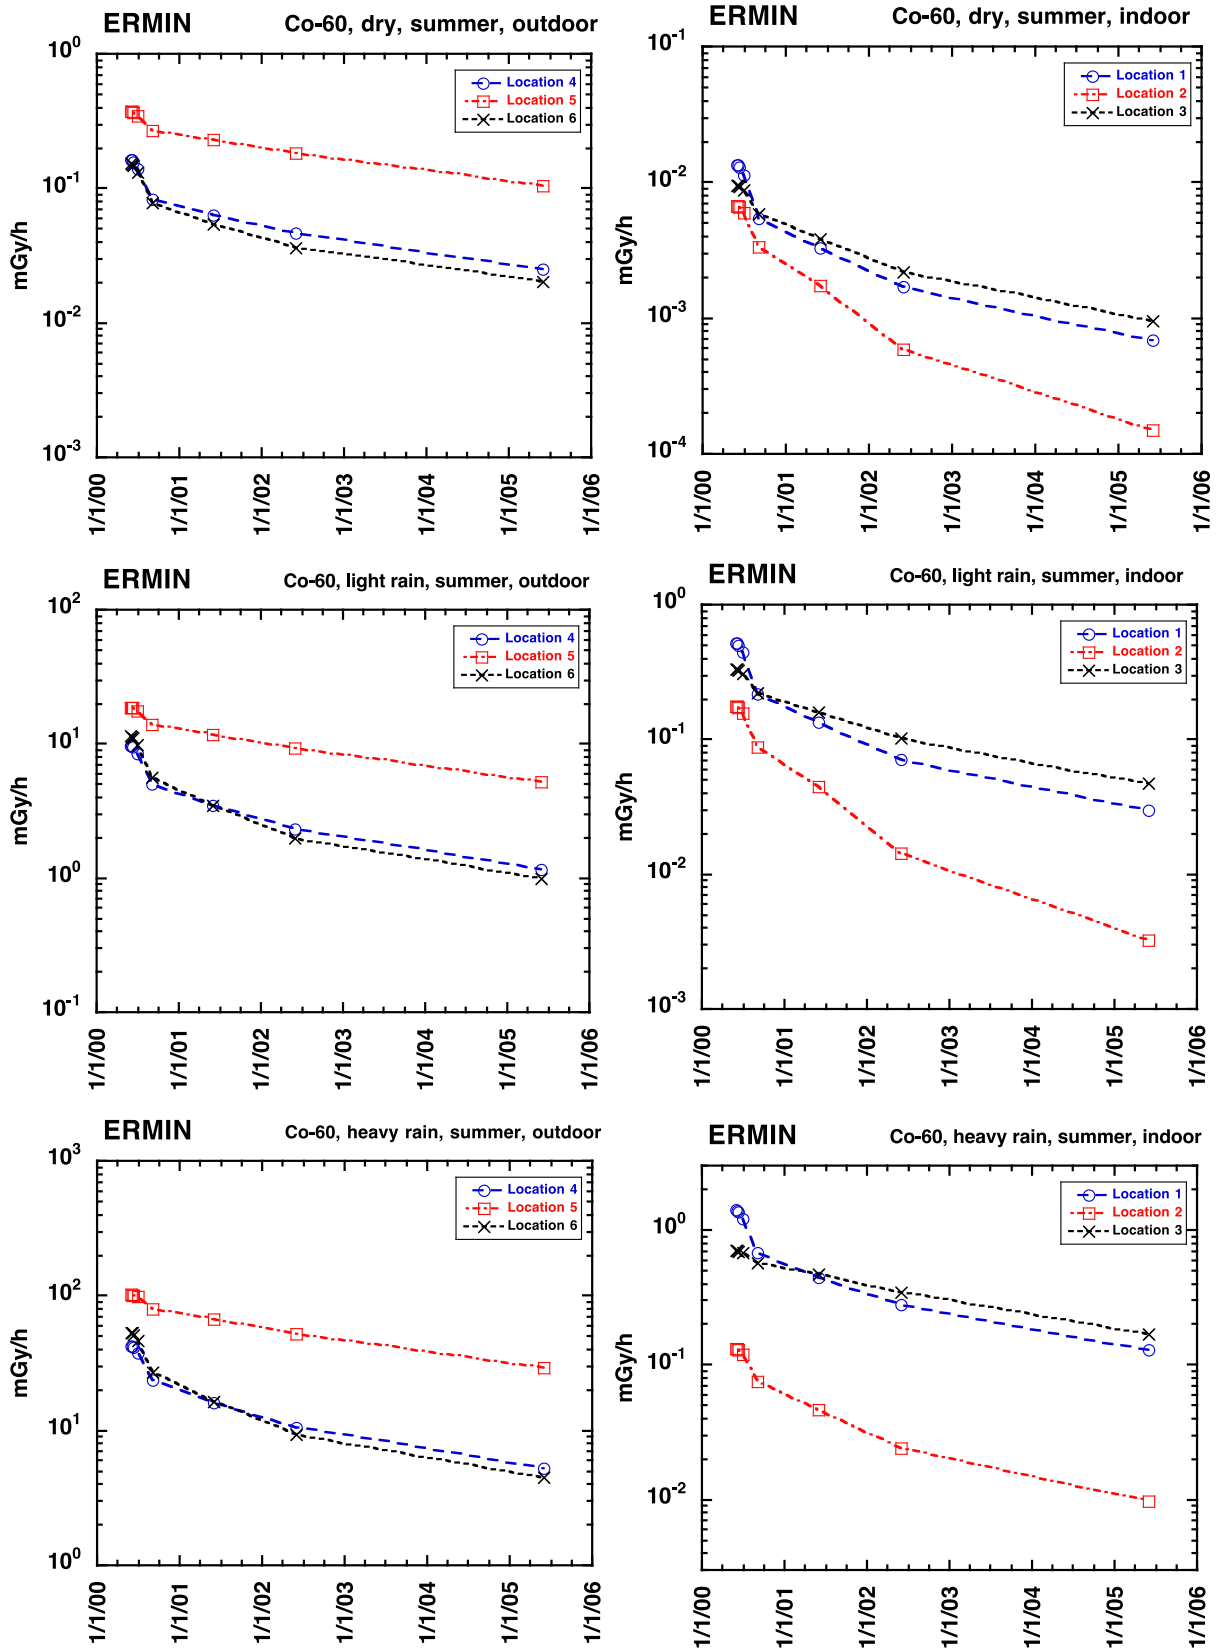 ERMIN Co-60, dry, summer, outdoor
mGy/h
10^0
10^-1
10^-2
10^-3
Location 4
Location 5
Location 6
1/1/00 1/1/01 1/1/02 1/1/03 1/1/04 1/1/05 1/1/06
ERMIN Co-60, dry, summer, indoor
mGy/h
10^-1
10^-2
10^-3
10^-4
Location 1
Location 2
Location 3
1/1/00 1/1/01 1/1/02 1/1/03 1/1/04 1/1/05 1/1/06
ERMIN Co-60, light rain, summer, outdoor
mGy/h
10^2
10^1
10^0
10^-1
Location 4
Location 5
Location 6
1/1/00 1/1/01 1/1/02 1/1/03 1/1/04 1/1/05 1/1/06
ERMIN Co-60, light rain, summer, indoor
mGy/h
10^0
10^-1
10^-2
10^-3
Location 1
Location 2
Location 3
1/1/00 1/1/01 1/1/02 1/1/03 1/1/04 1/1/05 1/1/06
ERMIN Co-60, heavy rain, summer, outdoor
mGy/h
10^3
10^2
10^1
10^0
Location 4
Location 5
Location 6
1/1/00 1/1/01 1/1/02 1/1/03 1/1/04 1/1/05 1/1/06
ERMIN Co-60, heavy rain, summer, indoor
mGy/h
10^0
10^-1
10^-2
Location 1
Location 2
Location 3
1/1/00 1/1/01 1/1/02 1/1/03 1/1/04 1/1/05 1/1/06